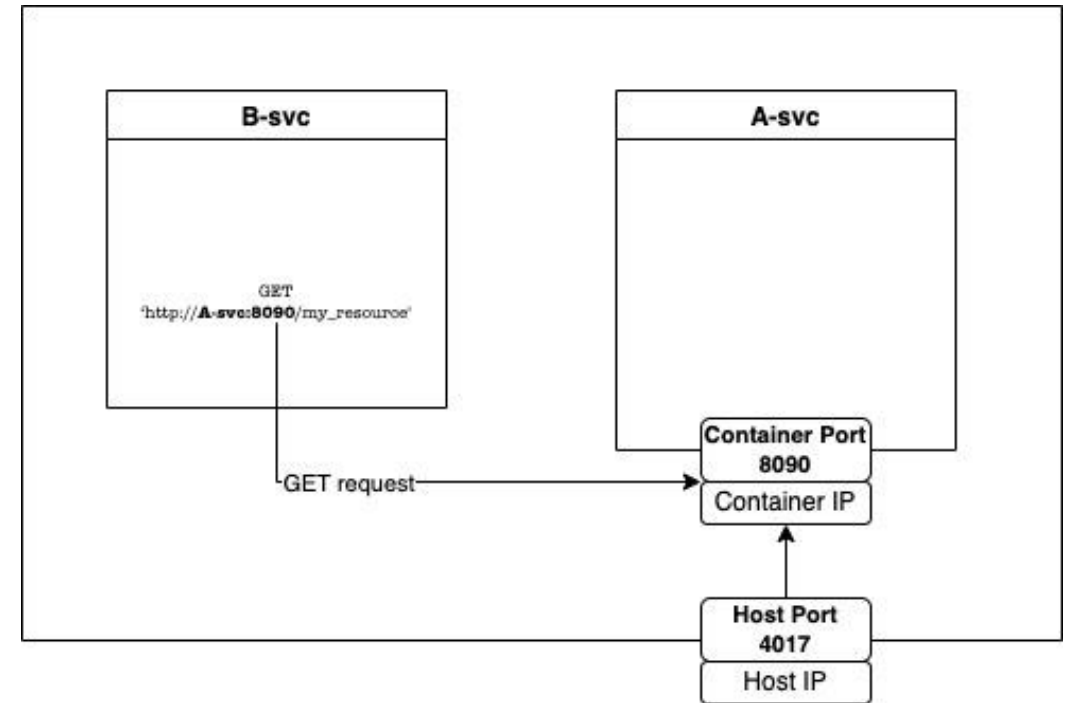 B-svc
A-svc
GET
'http://A-svc:8090/my_resource'
GET request
Container Port
8090
Container IP
Host Port
4017
Host IP